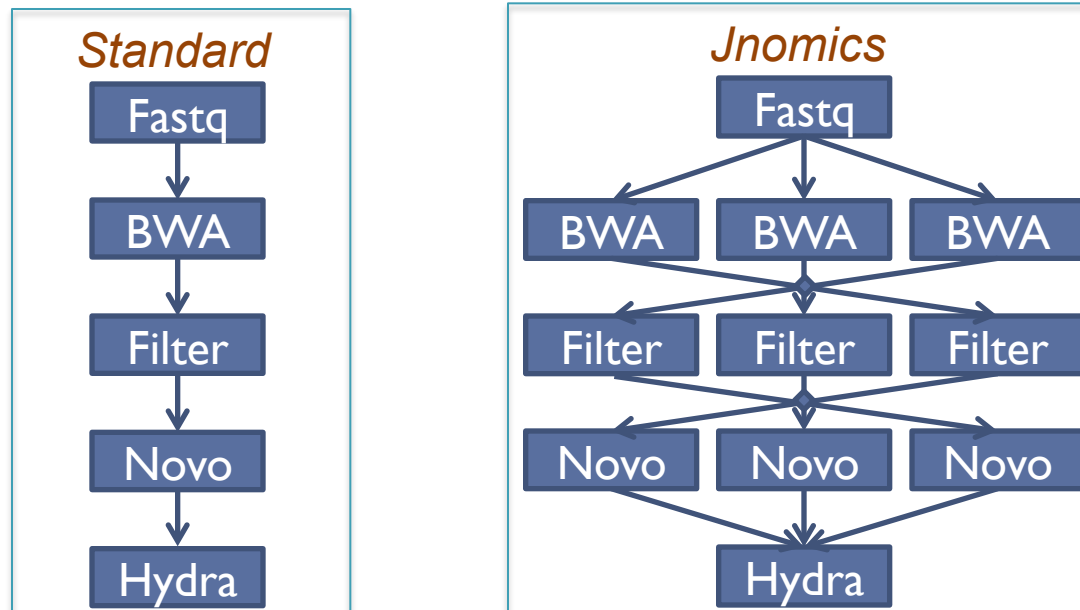 Standard
Fastq
BWA
Filter
Novo
Hydra
Jnomics
Fastq
BWA BWA BWA
Filter Filter Filter
Novo Novo Novo
Hydra